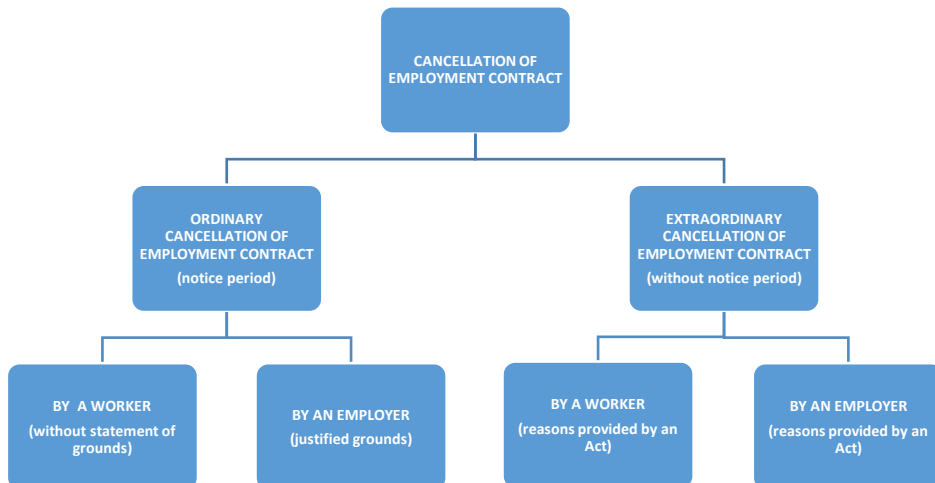 CANCELLATION OF
EMPLOYMENT CONTRACT
ORDINARY
CANCELLATION OF
EMPLOYMENT CONTRACT
(notice period)
EXTRAORDINARY
CANCELLATION OF
EMPLOYMENT CONTRACT
(without notice period)
BY A WORKER
(without statement of
grounds)
BY AN EMPLOYER
(justified grounds)
BY A WORKER
(reasons provided by an
Act)
BY AN EMPLOYER
(reasons provided by an
Act)